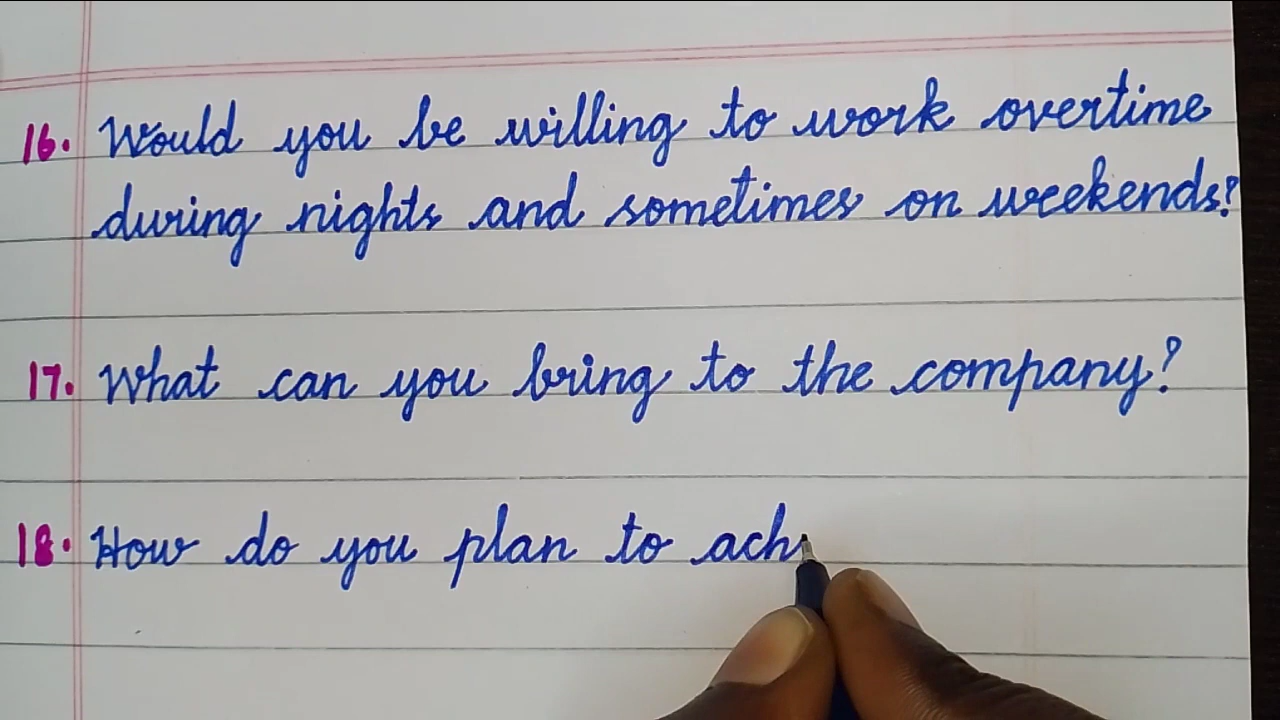 16. Would you be willing to work overtime
during nights and sometimes on weekends?
17. What can you bring to the company?
18. How do you plan to ach